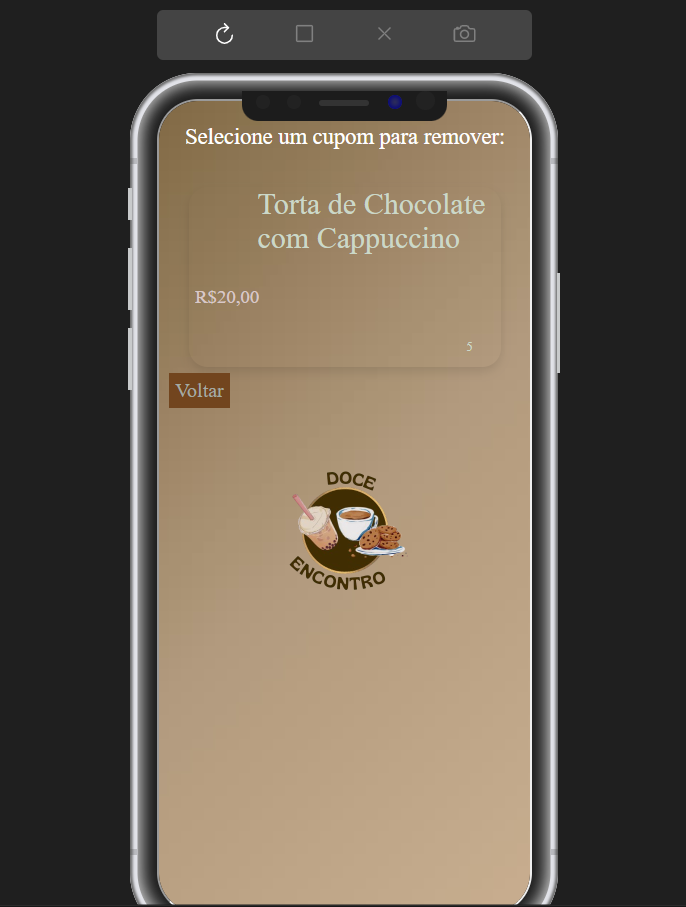 Selecione um cupom para remover:
Torta de Chocolate
com Cappuccino
R$20,00
5
Voltar
DOCE
ENCONTRO